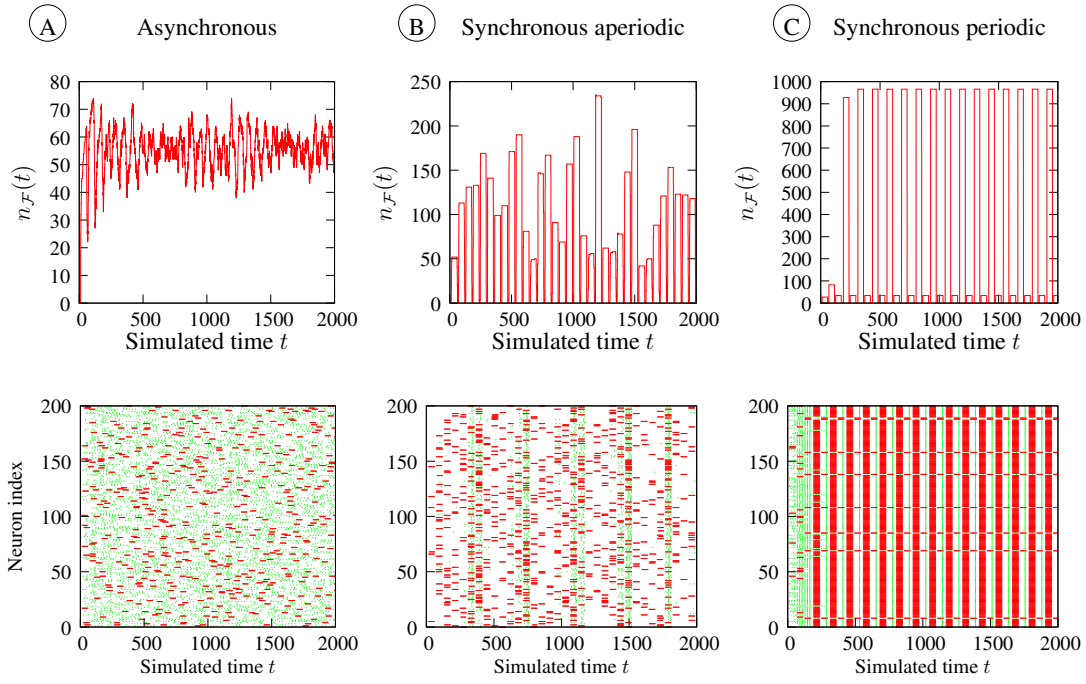 A Asynchronous
B Synchronous aperiodic
C Synchronous periodic
80
70
60
50
40
30
20
10
0
n_F(t)
0 500 1000 1500 2000
Simulated time t
250
200
150
100
50
0
n_F(t)
0 500 1000 1500 2000
Simulated time t
1000
900
800
700
600
500
400
300
200
100
0
n_F(t)
0 500 1000 1500 2000
Simulated time t
Neuron index
200
150
100
50
0
0 500 1000 1500 2000
Simulated time t
200
150
100
50
0
0 500 1000 1500 2000
Simulated time t
200
150
100
50
0
0 500 1000 1500 2000
Simulated time t